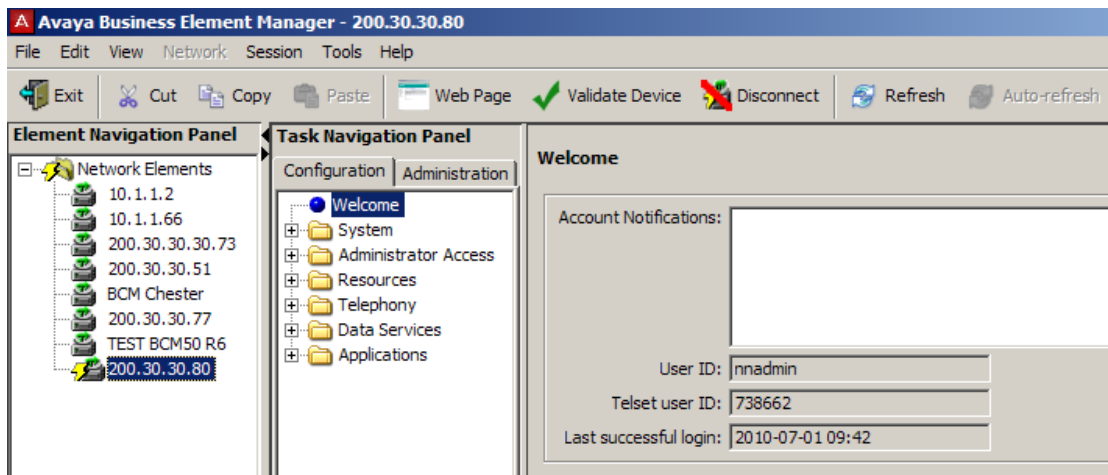 A Avaya Business Element Manager - 200.30.30.80
File Edit View Network Session Tools Help
Exit Cut Copy Paste Web Page Validate Device Disconnect Refresh Auto-refresh
Element Navigation Panel
Network Elements
10.1.1.2
10.1.1.66
200.30.30.30.73
200.30.30.51
BCM Chester
200.30.30.77
TEST BCM50 R6
200.30.30.80
Task Navigation Panel
Configuration Administration
Welcome
System
Administrator Access
Resources
Telephony
Data Services
Applications
Welcome
Account Notifications:
User ID: nnadmin
Telset user ID: 738662
Last successful login: 2010-07-01 09:42